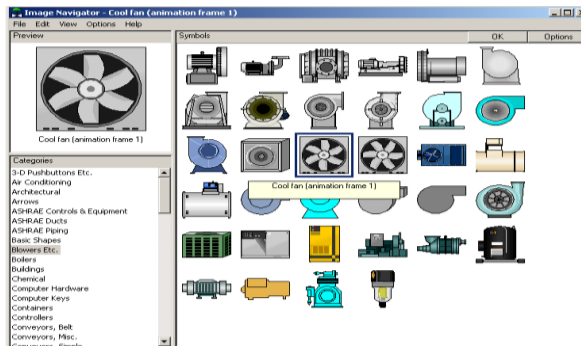 Image Navigator - Cool fan (animation frame 1)
File Edit View Options Help
Preview
Symbols
OK
Options
Cool fan (animation frame 1)
Cool fan (animation frame 1)
Categories
3-D Pushbuttons Etc.
Air Conditioning
Architectural
Arrows
ASHRAE Controls & Equipment
ASHRAE Ducts
ASHRAE Piping
Basic Shapes
Blowers Etc.
Boilers
Buildings
Chemical
Computer Hardware
Computer Keys
Containers
Controllers
Conveyors, Belt
Conveyors, Misc.
Conveyors, Simple